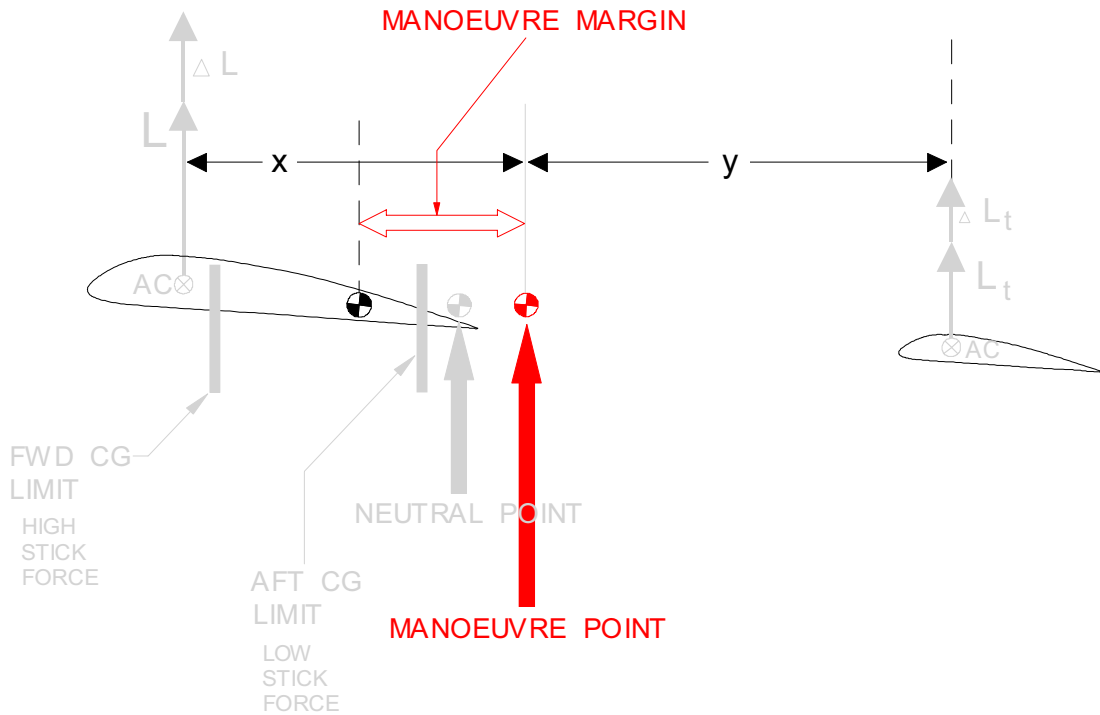 MANOEUVRE MARGIN
△ L
L
x
y
△ Lt
Lt
AC
AC
FWD CG
LIMIT
HIGH
STICK
FORCE
NEUTRAL POINT
AFT CG
LIMIT
LOW
STICK
FORCE
MANOEUVRE POINT